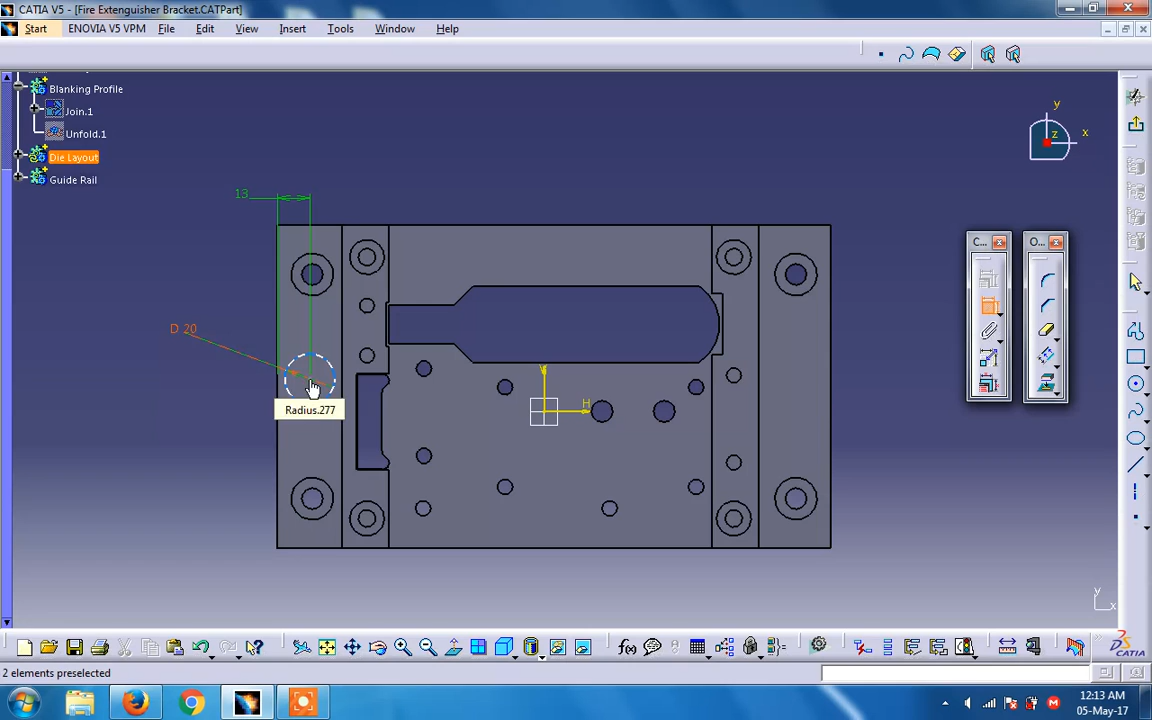 CATIA V5 - [Fire Extinguisher Bracket.CATPart]
Start ENOVIA V5 VPM File Edit View Insert Tools Window Help
Blanking Profile
Join.1
Unfold.1
Die Layout
Guide Rail
y
x
z
C...
O...
13
D 20
Radius.277
V
H
y
x
f(x)
CATIA
2 elements preselected
12:13 AM
05-May-17